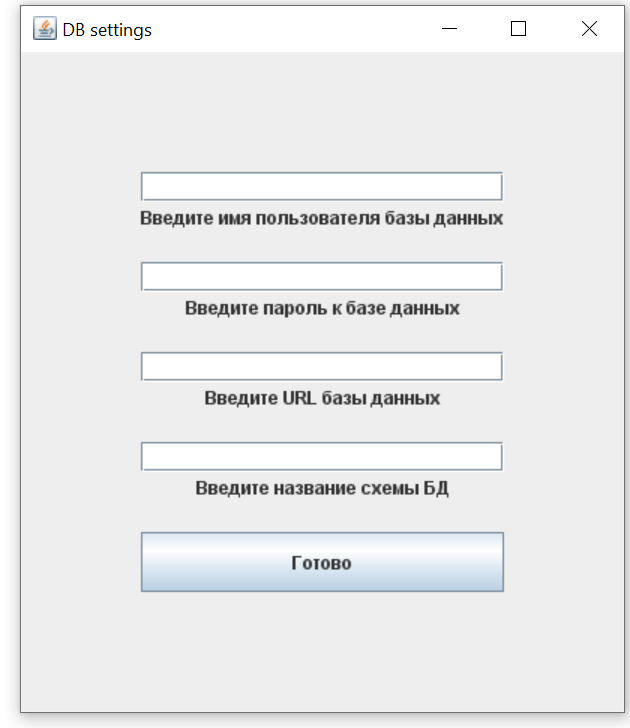 DB settings
Введите имя пользователя базы данных
Введите пароль к базе данных
Введите URL базы данных
Введите название схемы БД
Готово